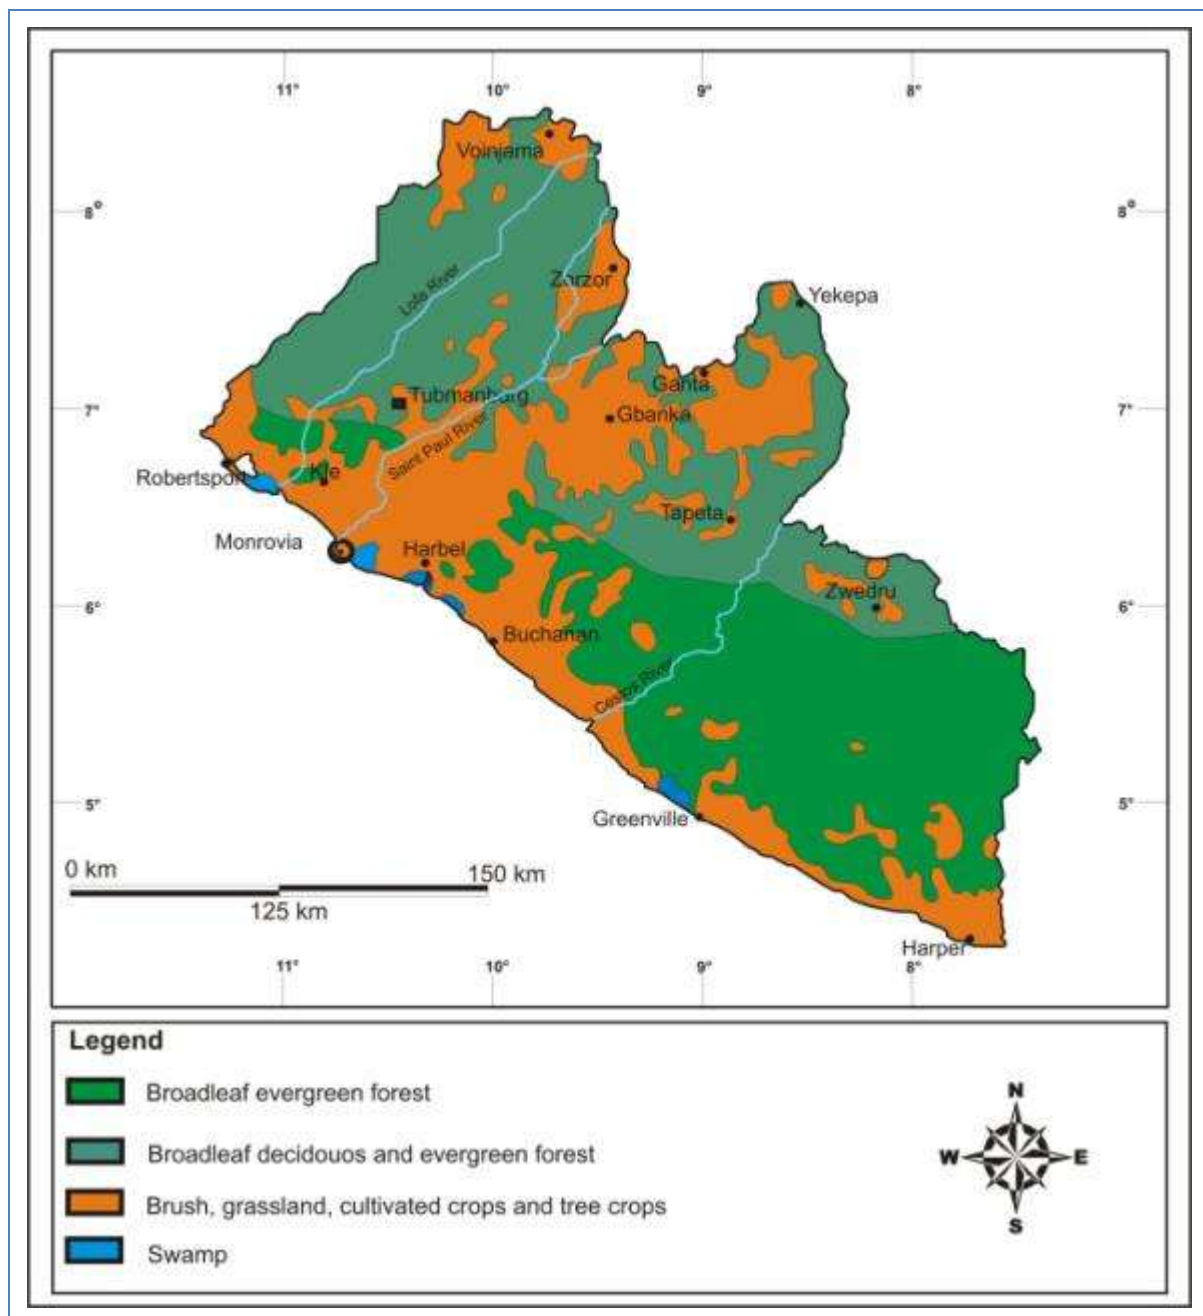 11° 10° 9° 8°
Voinjama
8° 8°
Zorzor
Lofa River
Yekepa
Ganta
7° Tubmanburg 7°
Gbanka
Saint Paul River
Robertsport Kle
Tapeta
Monrovia
Harbel
Zwedru
6° 6°
Buchanan
Cestos River
5° 5°
Greenville
0 km 150 km
125 km
Harper
11° 10° 9° 8°
Legend
Broadleaf evergreen forest
Broadleaf decidouos and evergreen forest
Brush, grassland, cultivated crops and tree crops
Swamp
N
W E
S